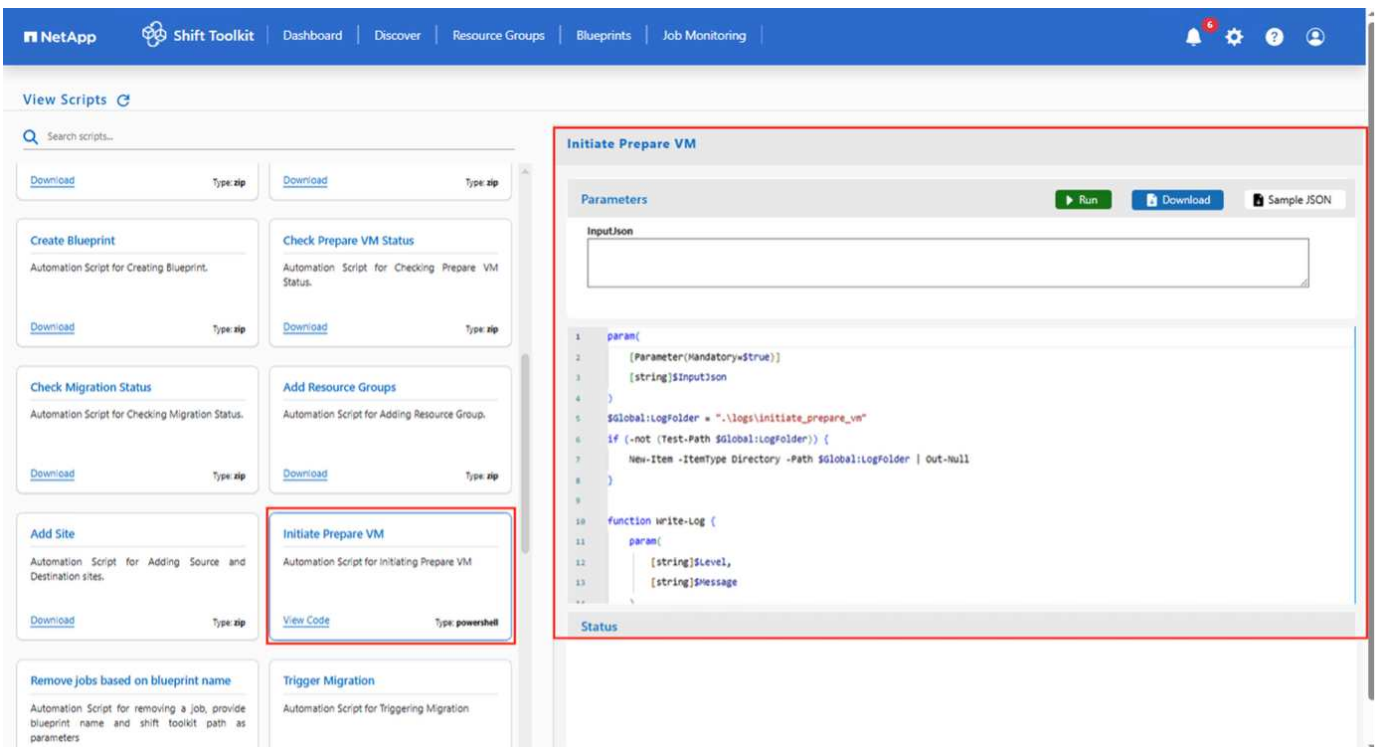 NetApp
Shift Toolkit
Dashboard
Discover
Resource Groups
Blueprints
Job Monitoring
6
View Scripts
Search scripts...
Download
Type: zip
Download
Type: zip
Create Blueprint
Automation Script for Creating Blueprint.
Download
Type: zip
Check Prepare VM Status
Automation Script for Checking Prepare VM
Status.
Download
Type: zip
Check Migration Status
Automation Script for Checking Migration Status.
Download
Type: zip
Add Resource Groups
Automation Script for Adding Resource Group.
Download
Type: zip
Add Site
Automation Script for Adding Source and
Destination sites.
Download
Type: zip
Initiate Prepare VM
Automation Script for Initiating Prepare VM
View Code
Type: powershell
Remove jobs based on blueprint name
Automation Script for removing a job, provide
blueprint name and shift toolkit path as
parameters
Trigger Migration
Automation Script for Triggering Migration
Initiate Prepare VM
Parameters
Run
Download
Sample JSON
InputJson
1 param(
2 [Parameter(Mandatory=$true)]
3 [string]$InputJson
4 )
5 $Global:LogFolder = ".\logs\initiate_prepare_vm"
6 if (-not (Test-Path $Global:LogFolder)) {
7 New-Item -ItemType Directory -Path $Global:LogFolder | Out-Null
8 }
9
10 function Write-Log {
11 param(
12 [string]$Level,
13 [string]$Message
Status